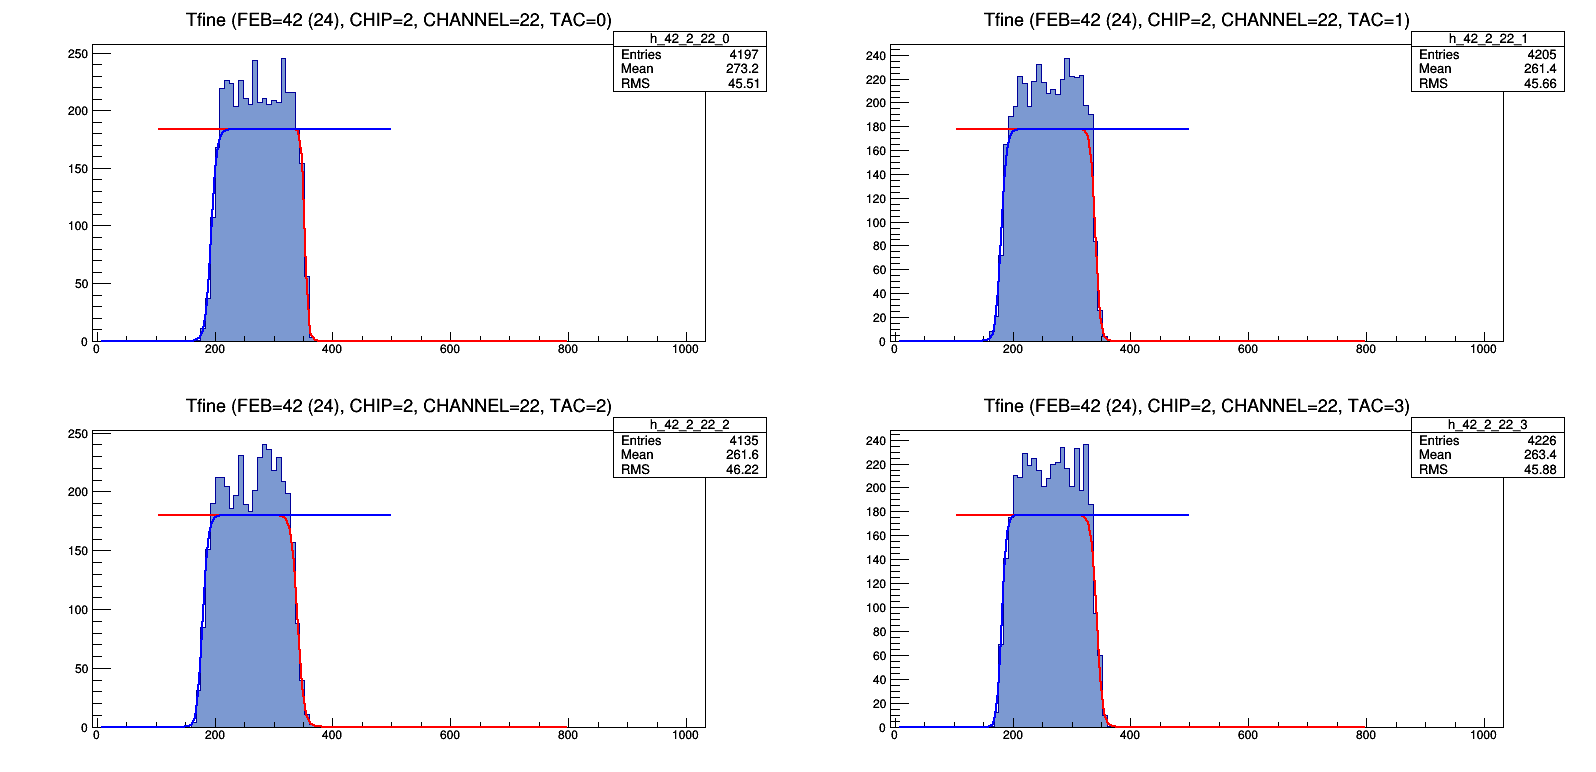 Tfine (FEB=42 (24), CHIP=2, CHANNEL=22, TAC=0)
h_42_2_22_0
Entries 4197
Mean 273.2
RMS 45.51
250
200
150
100
50
0
0 200 400 600 800 1000
Tfine (FEB=42 (24), CHIP=2, CHANNEL=22, TAC=1)
h_42_2_22_1
Entries 4205
Mean 261.4
RMS 45.66
240
220
200
180
160
140
120
100
80
60
40
20
0
0 200 400 600 800 1000
Tfine (FEB=42 (24), CHIP=2, CHANNEL=22, TAC=2)
h_42_2_22_2
Entries 4135
Mean 261.6
RMS 46.22
250
200
150
100
50
0
0 200 400 600 800 1000
Tfine (FEB=42 (24), CHIP=2, CHANNEL=22, TAC=3)
h_42_2_22_3
Entries 4226
Mean 263.4
RMS 45.88
240
220
200
180
160
140
120
100
80
60
40
20
0
0 200 400 600 800 1000